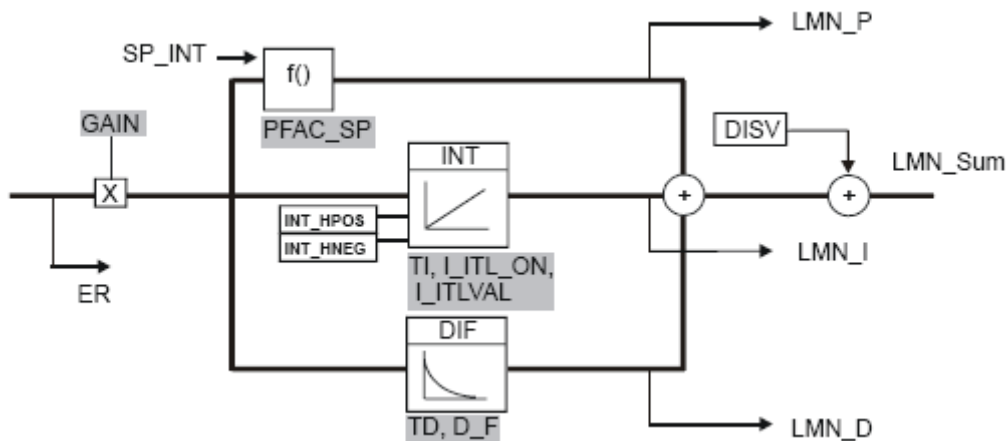 LMN_P
SP_INT
f()
GAIN
PFAC_SP
INT
DISV
LMN_Sum
X
+
+
INT_HPOS
INT_HNEG
LMN_I
TI, I_ITL_ON,
I_ITLVAL
ER
DIF
TD, D_F
LMN_D